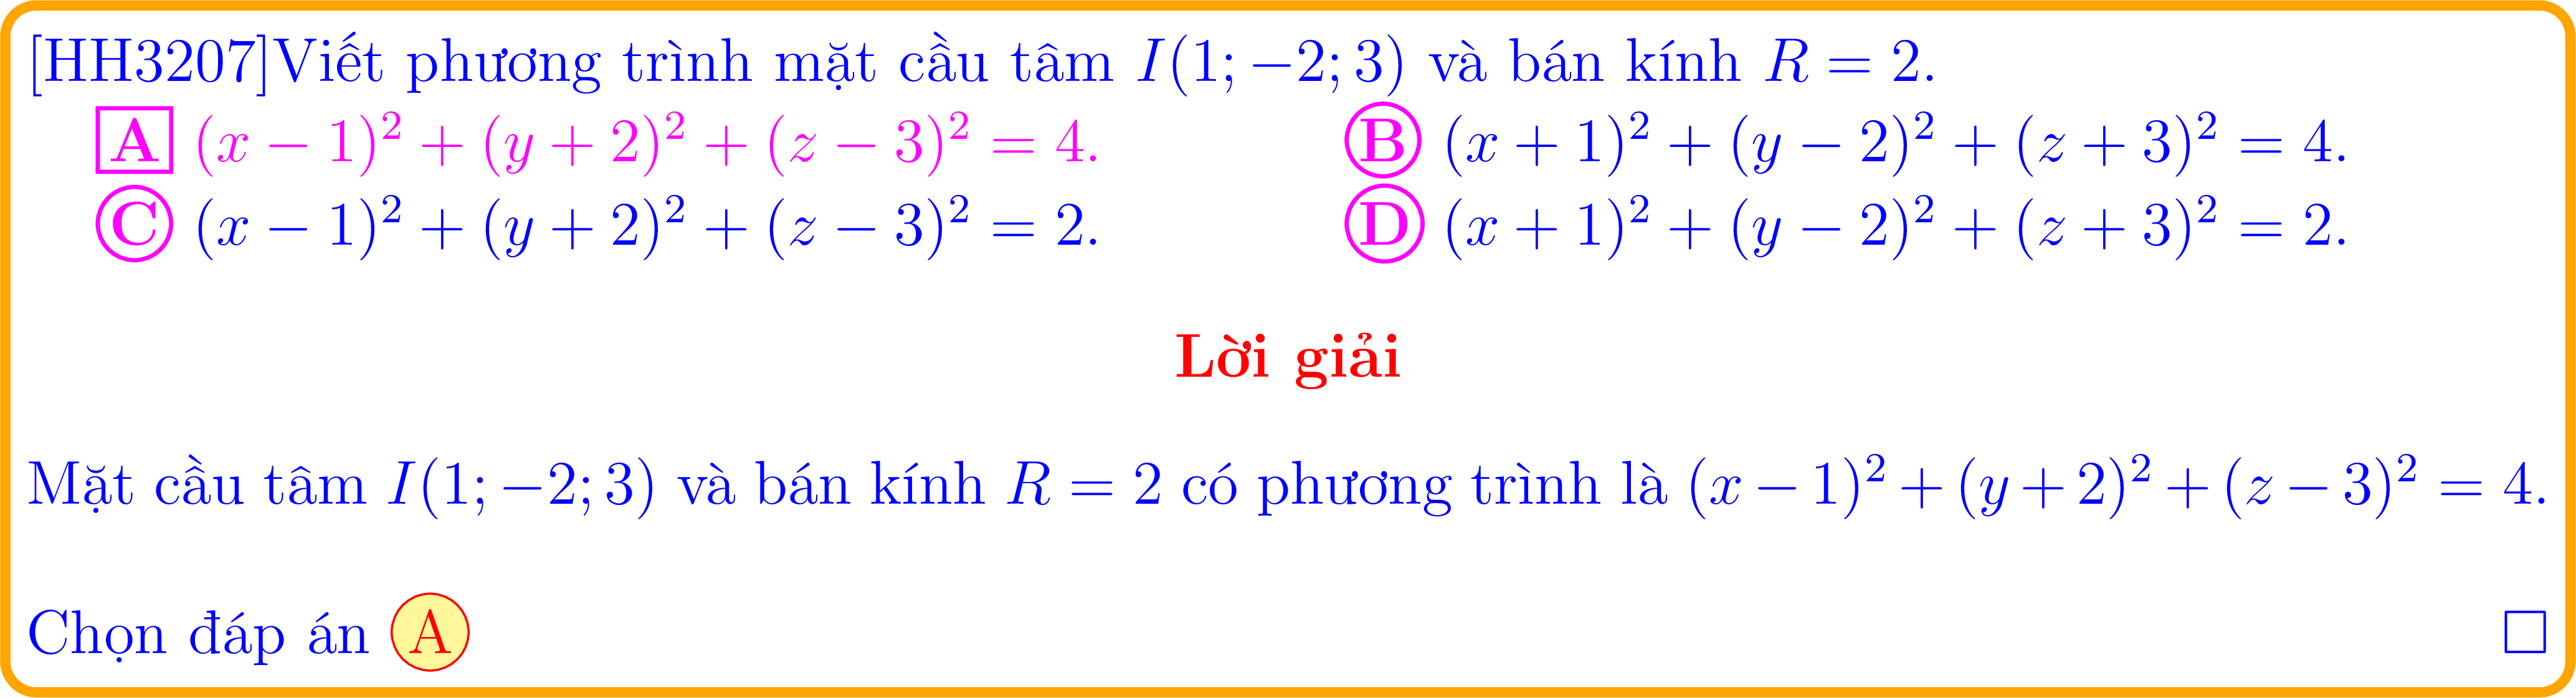 [HH3207]Viết phương trình mặt cầu tâm I(1; −2; 3) và bán kính R = 2.
A (x − 1)² + (y + 2)² + (z − 3)² = 4. B (x + 1)² + (y − 2)² + (z + 3)² = 4.
C (x − 1)² + (y + 2)² + (z − 3)² = 2. D (x + 1)² + (y − 2)² + (z + 3)² = 2.
Lời giải
Mặt cầu tâm I(1; −2; 3) và bán kính R = 2 có phương trình là (x − 1)² + (y + 2)² + (z − 3)² = 4.
Chọn đáp án A □